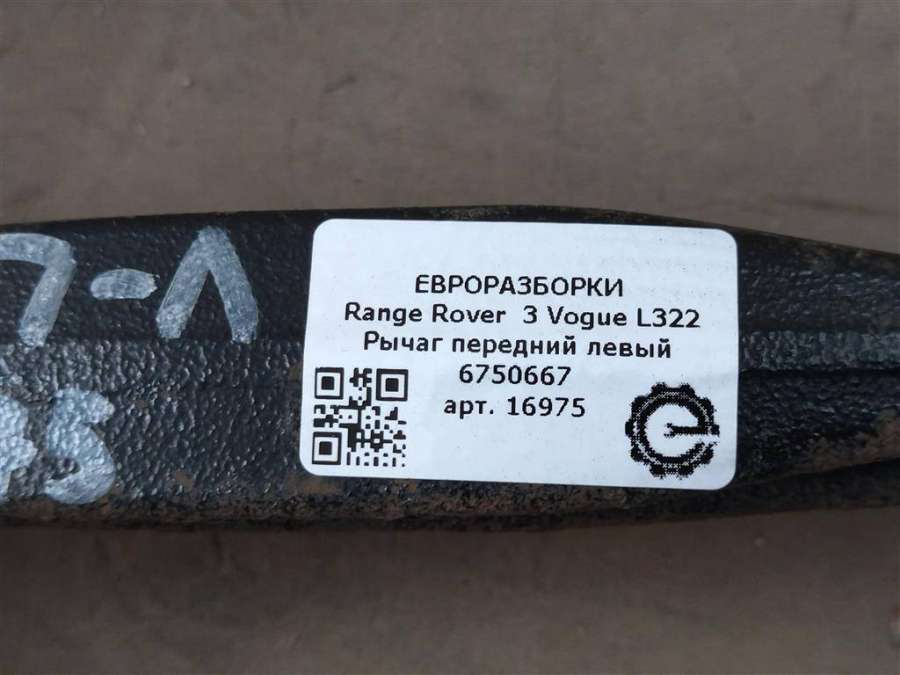 ЕВРОРАЗБОРКИ
Range Rover 3 Vogue L322
Рычаг передний левый
6750667
арт. 16975